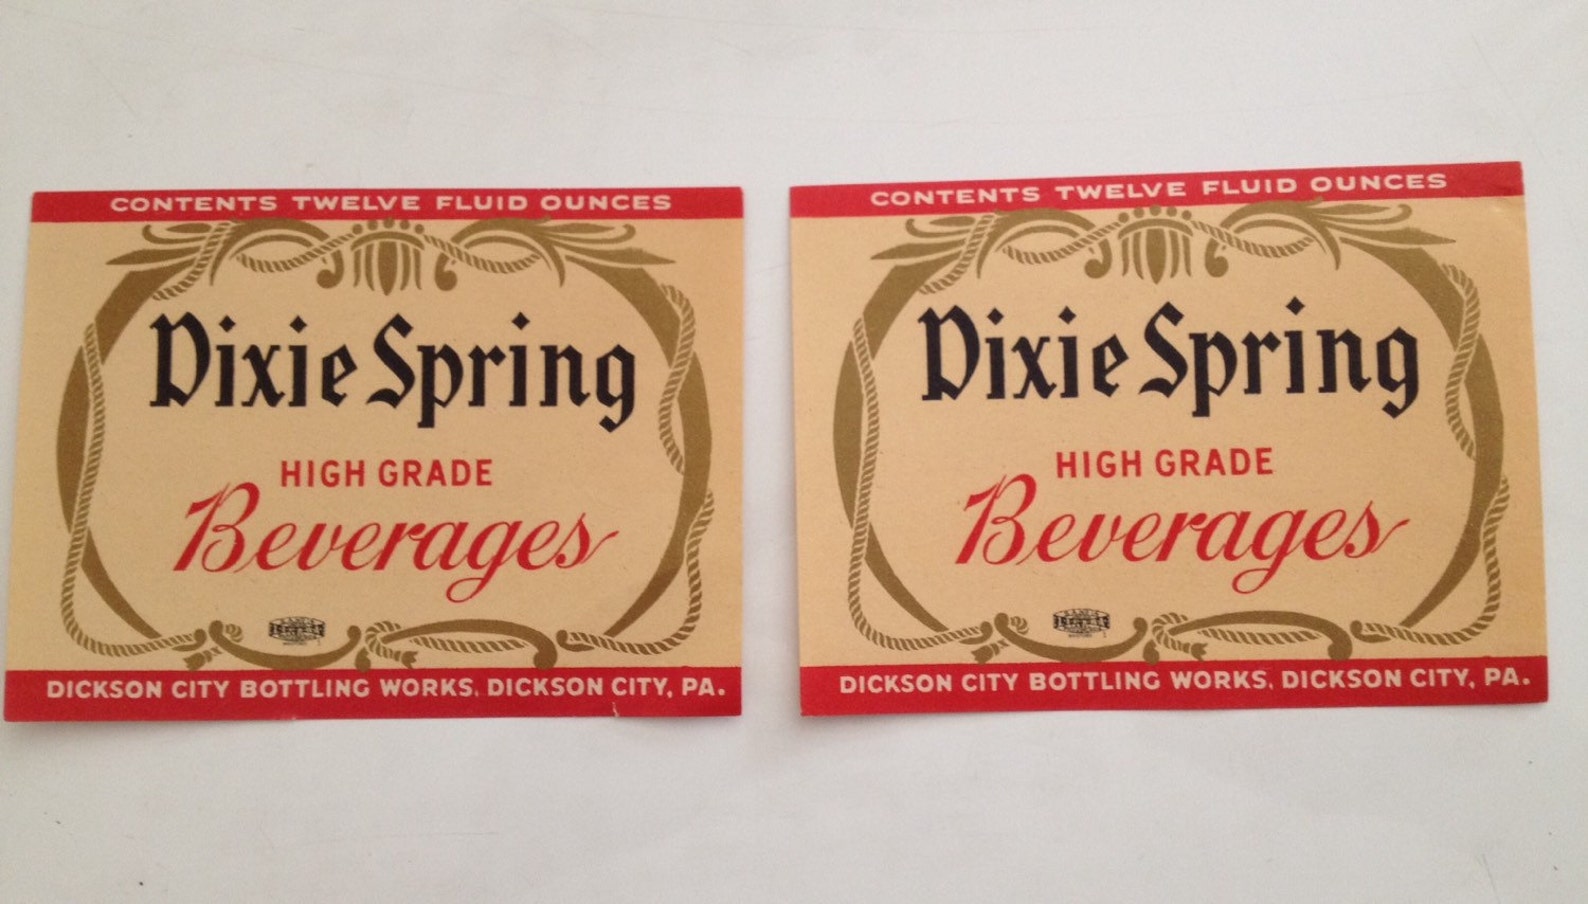 CONTENTS TWELVE FLUID OUNCES
Dixie Spring
HIGH GRADE
Beverages
DICKSON CITY BOTTLING WORKS. DICKSON CITY, PA.
CONTENTS TWELVE FLUID OUNCES
Dixie Spring
HIGH GRADE
Beverages
DICKSON CITY BOTTLING WORKS. DICKSON CITY, PA.